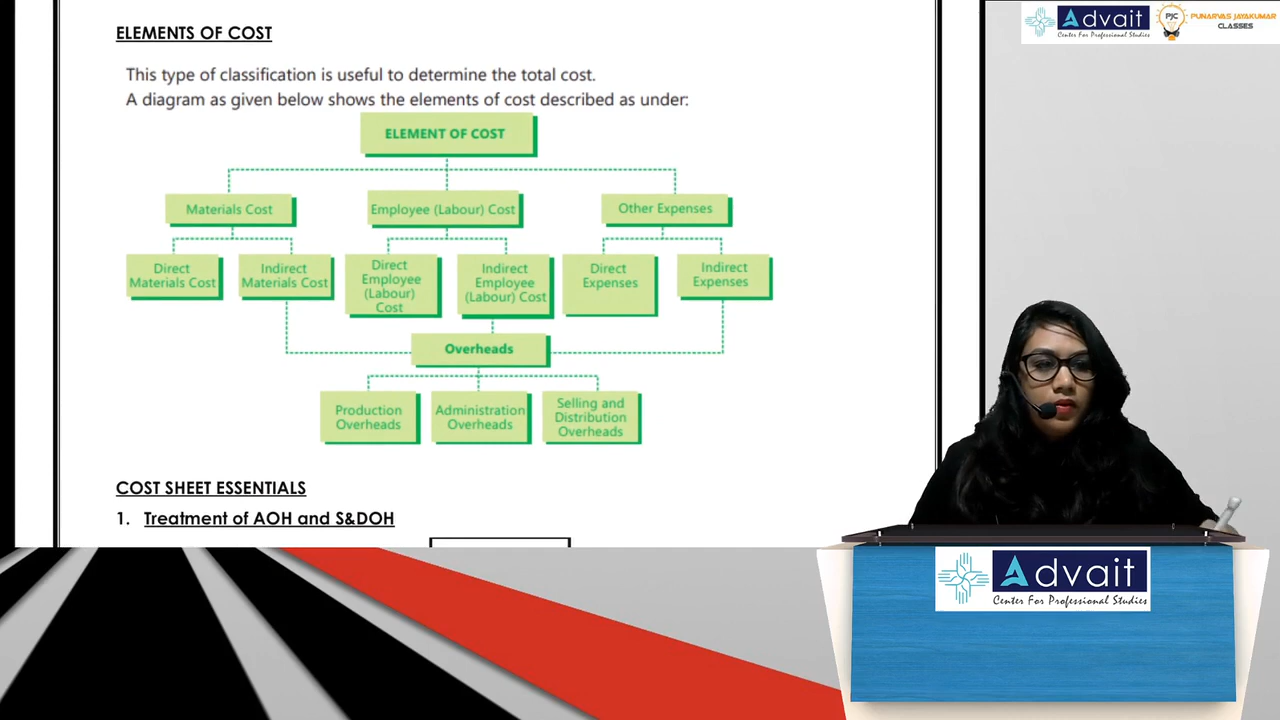 ELEMENTS OF COST
This type of classification is useful to determine the total cost.
A diagram as given below shows the elements of cost described as under:
ELEMENT OF COST
Materials Cost
Employee (Labour) Cost
Other Expenses
Direct
Materials Cost
Indirect
Materials Cost
Direct
Employee
(Labour)
Cost
Indirect
Employee
(Labour) Cost
Direct
Expenses
Indirect
Expenses
Overheads
Production
Overheads
Administration
Overheads
Selling and
Distribution
Overheads
COST SHEET ESSENTIALS
1. Treatment of AOH and S&DOH
Advait
Center For Professional Studies
PJC
PUNARVAS JAYAKUMAR
CLASSES
Advait
Center For Professional Studies